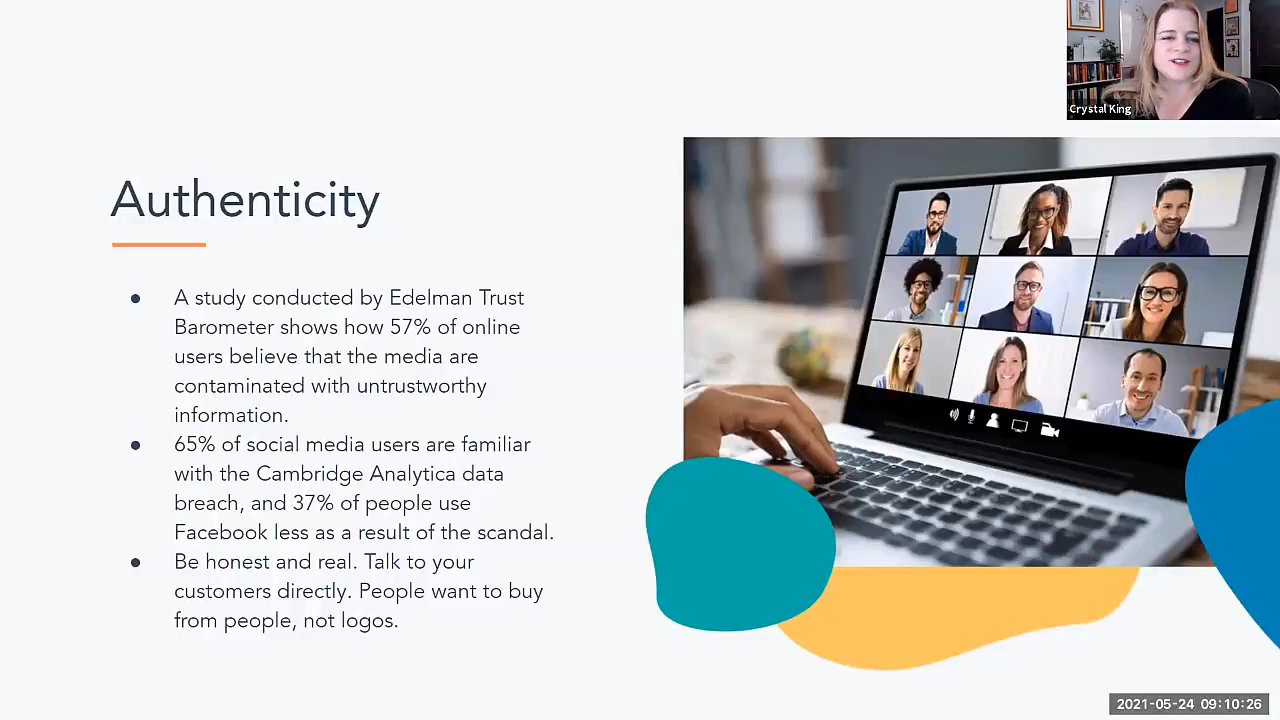 Crystal King
Authenticity
● A study conducted by Edelman Trust
Barometer shows how 57% of online
users believe that the media are
contaminated with untrustworthy
information.
● 65% of social media users are familiar
with the Cambridge Analytica data
breach, and 37% of people use
Facebook less as a result of the scandal.
● Be honest and real. Talk to your
customers directly. People want to buy
from people, not logos.
2021-05-24 09:10:26